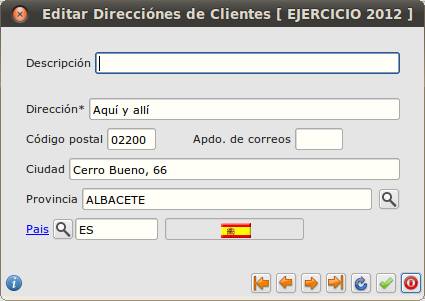 Editar Direcciónes de Clientes [ EJERCICIO 2012 ]
Descripción
Dirección* Aquí y allí
Código postal 02200 Apdo. de correos
Ciudad Cerro Bueno, 66
Provincia ALBACETE
Pais ES